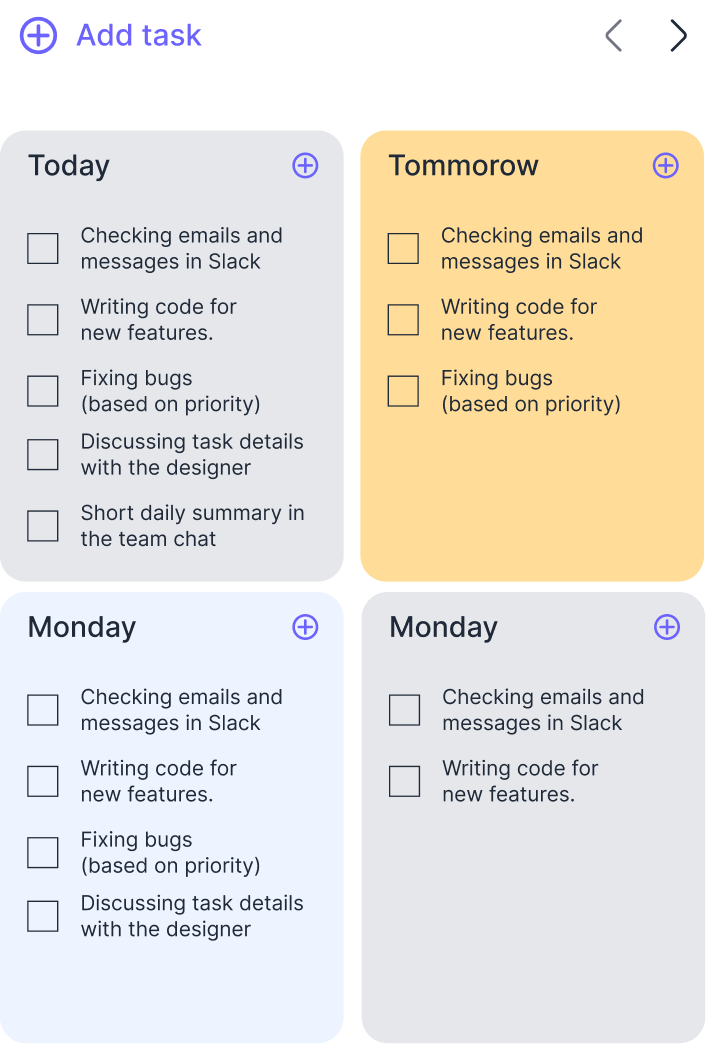 Add task
Today
Checking emails and
messages in Slack
Writing code for
new features.
Fixing bugs
(based on priority)
Discussing task details
with the designer
Short daily summary in
the team chat
Tommorow
Checking emails and
messages in Slack
Writing code for
new features.
Fixing bugs
(based on priority)
Monday
Checking emails and
messages in Slack
Writing code for
new features.
Fixing bugs
(based on priority)
Discussing task details
with the designer
Monday
Checking emails and
messages in Slack
Writing code for
new features.